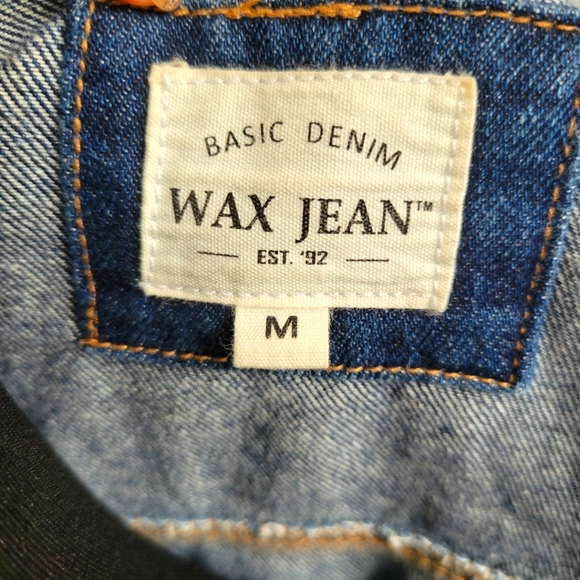 BASIC DENIM
WAX JEAN™
EST. '92
M